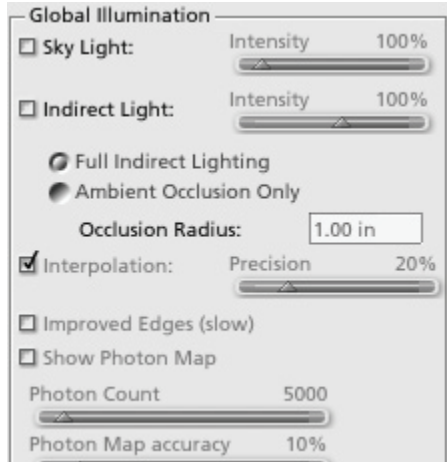 Global Illumination
Sky Light: Intensity 100%
Indirect Light: Intensity 100%
Full Indirect Lighting
Ambient Occlusion Only
Occlusion Radius: 1.00 in
Interpolation: Precision 20%
Improved Edges (slow)
Show Photon Map
Photon Count 5000
Photon Map accuracy 10%